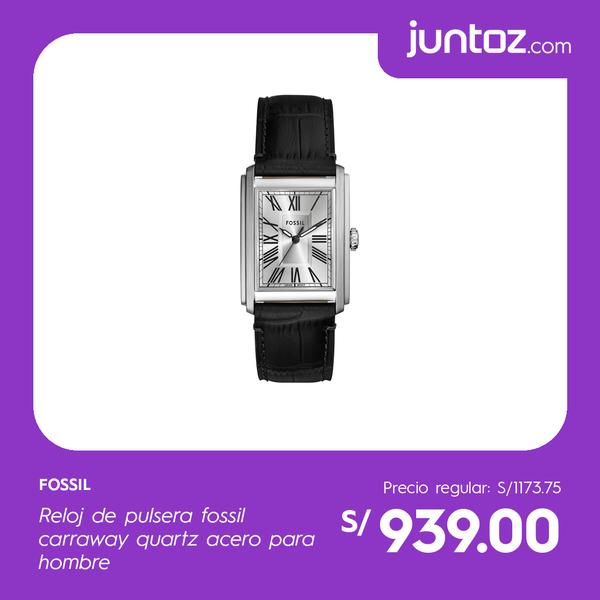 juntoz.com
XII
FOSSIL
FOSSIL
Precio regular: S/1173.75
Reloj de pulsera fossil
carraway quartz acero para
hombre
S/ 939.00